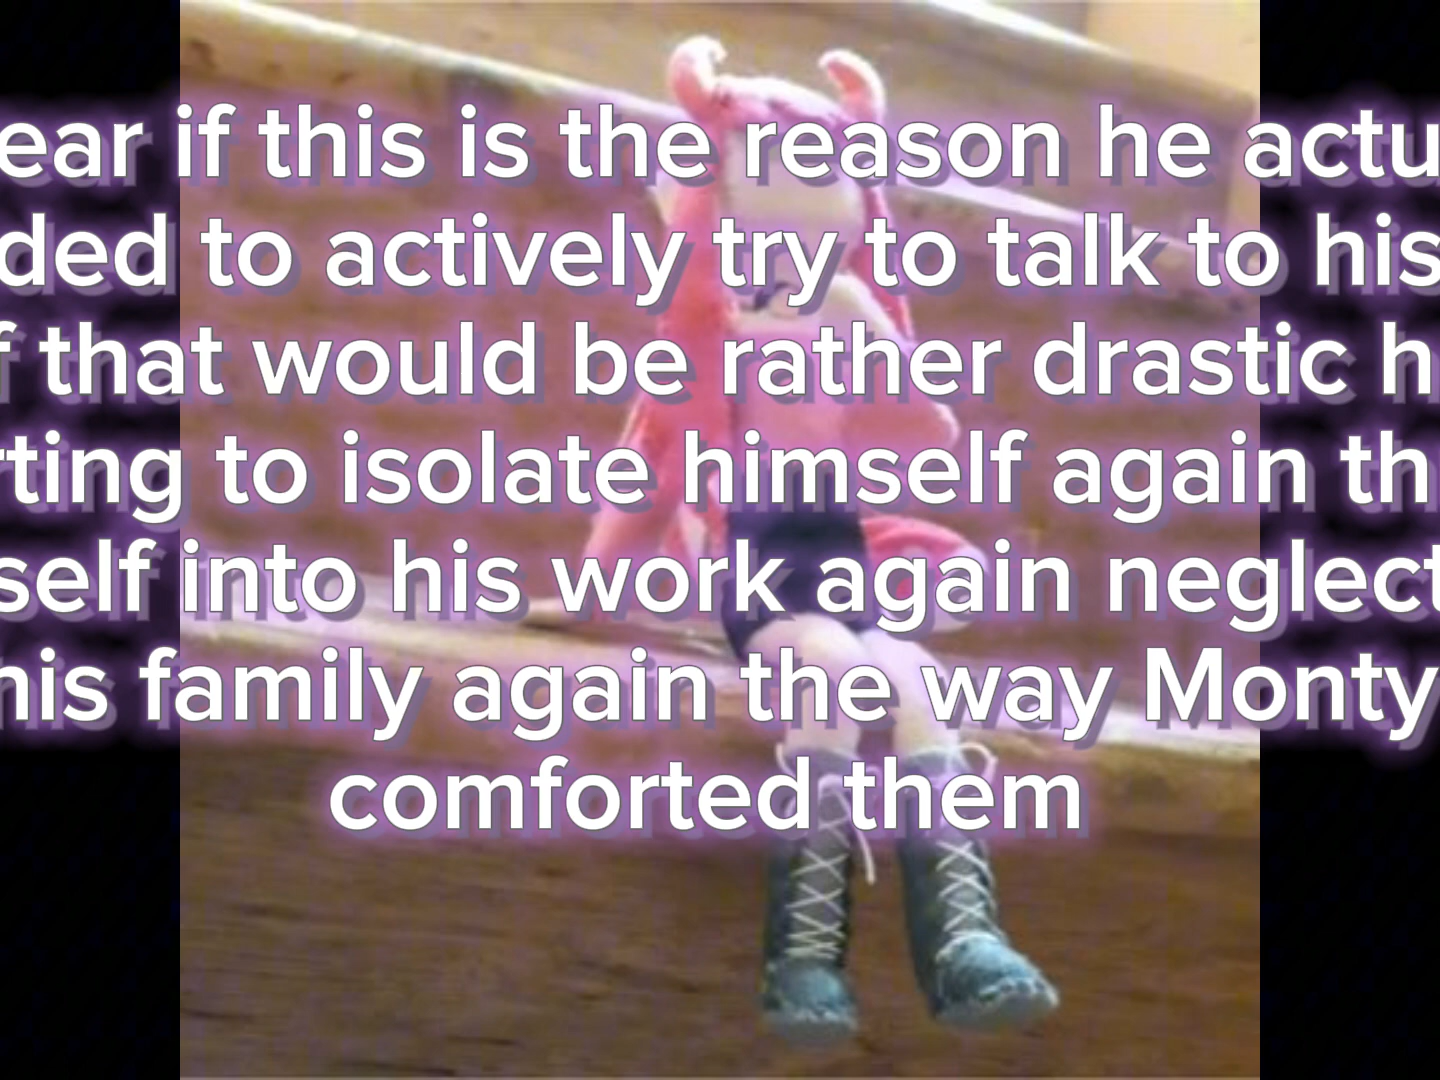 ear if this is the reason he actu
ded to actively try to talk to his
f that would be rather drastic h
rting to isolate himself again th
self into his work again neglect
his family again the way Monty
comforted them